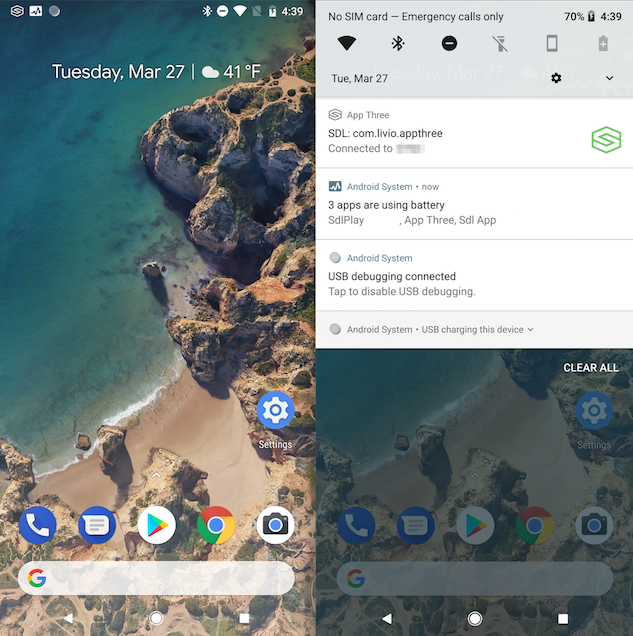 4:39
Tuesday, Mar 27 | 41 °F
Settings
G
No SIM card — Emergency calls only
70% 4:39
Tue, Mar 27
App Three
SDL: com.livio.appthree
Connected to
Android System • now
3 apps are using battery
SdlPlay , App Three, Sdl App
Android System
USB debugging connected
Tap to disable USB debugging.
Android System • USB charging this device
CLEAR ALL
Settings
G